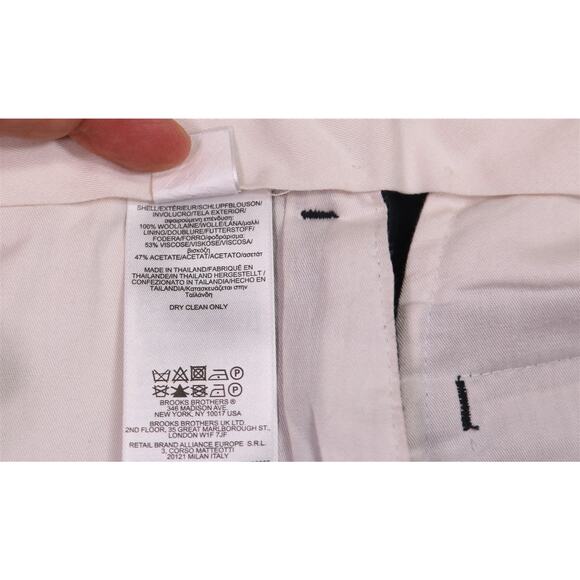 SHELL/EXTÉRIEUR/SCHLUPFBLOUSON/
INVOLUCRO/TELA EXTERIOR/
αφαιρούμενη επένδυση:
100% WOOL/LAINE/WOLLE/LANA/μαλλί
LINING/DOUBLURE/FUTTERSTOFF/
FODERA/FORRO/φοδράρισμα:
53% VISCOSE/VISKOSE/VISCOSA/
βισκόζη
47% ACETATE/ACETAT/ACETATO/ασετάτ
MADE IN THAILAND/FABRIQUÉ EN
THAILANDE/IN THAILAND HERGESTELLT /
CONFEZIONATO IN TAILANDIA/HECHO EN
TAILANDIA/Κατασκευάζεται στην
Ταϊλάνδη
DRY CLEAN ONLY
P
P
BROOKS BROTHERS ®
346 MADISON AVE
NEW YORK, NY 10017 USA
BROOKS BROTHERS UK LTD
2ND FLOOR, 35 GREAT MARLBOROUGH ST.,
LONDON W1F 7JF
RETAIL BRAND ALLIANCE EUROPE S.R.L.
3, CORSO MATTEOTTI
20121 MILAN ITALY